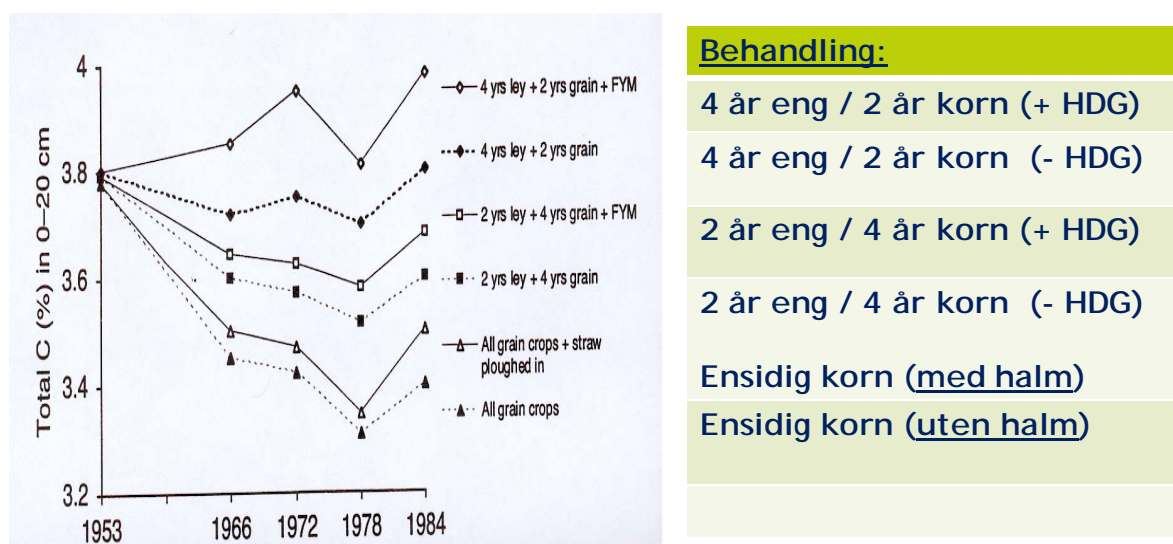 Total C (%) in 0–20 cm
4
3.8
3.6
3.4
3.2
1953 1966 1972 1978 1984
4 yrs ley + 2 yrs grain + FYM
4 yrs ley + 2 yrs grain
2 yrs ley + 4 yrs grain + FYM
2 yrs ley + 4 yrs grain
All grain crops + straw
ploughed in
All grain crops
Behandling:
4 år eng / 2 år korn (+ HDG)
4 år eng / 2 år korn (- HDG)
2 år eng / 4 år korn (+ HDG)
2 år eng / 4 år korn (- HDG)
Ensidig korn (med halm)
Ensidig korn (uten halm)